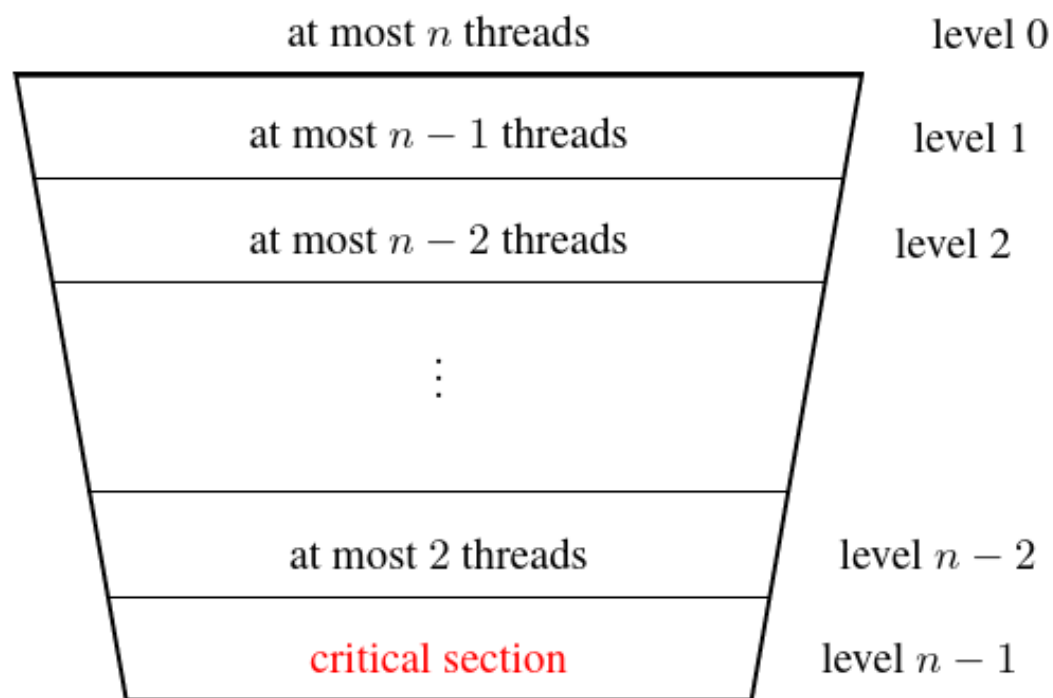 at most n threads level 0
at most n − 1 threads level 1
at most n − 2 threads level 2
⋮
at most 2 threads level n − 2
critical section level n − 1